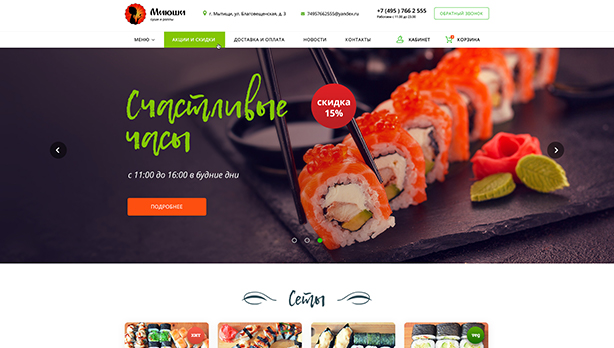 Миюши
суши и роллы
г. Мытищи, ул. Благовещенская, д. 3
74957662555@yandex.ru
+7 (495) 766 2 555
Работаем с 11.00 до 23.00
ОБРАТНЫЙ ЗВОНОК
МЕНЮ
АКЦИИ И СКИДКИ
ДОСТАВКА И ОПЛАТА
НОВОСТИ
КОНТАКТЫ
КАБИНЕТ
КОРЗИНА
Счастливые
часы
скидка
15%
с 11:00 до 16:00 в будние дни
ПОДРОБНЕЕ
Сеты
ХИТ